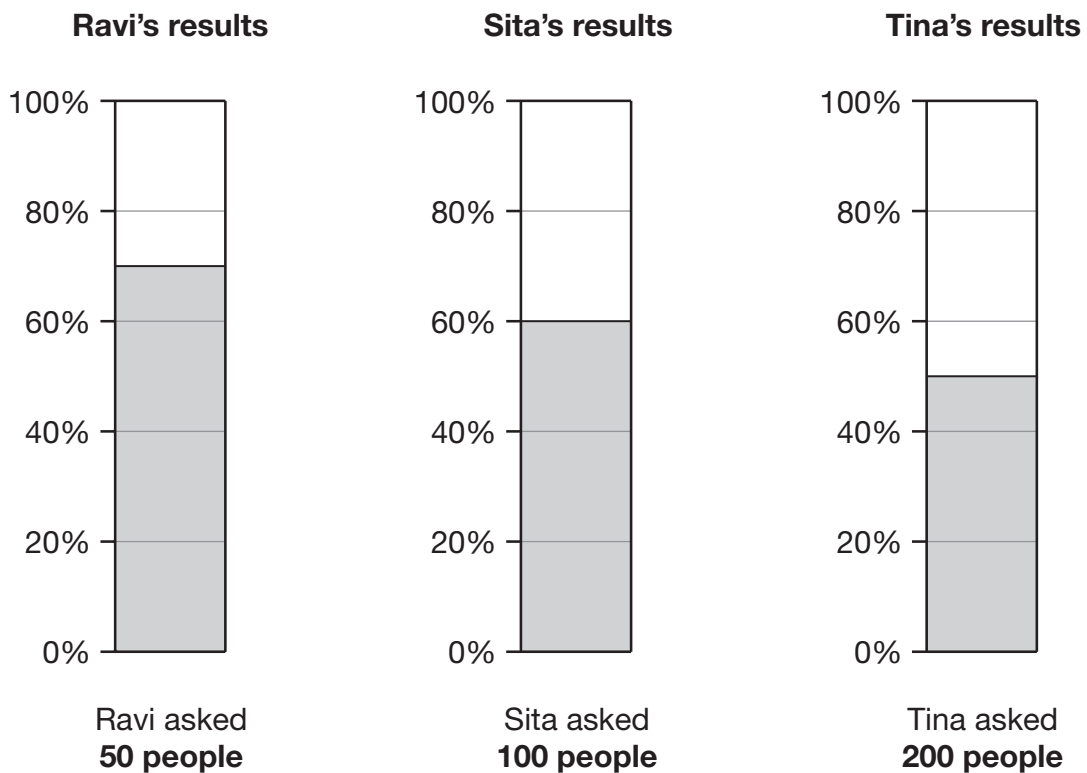 Ravi’s results
100%
80%
60%
40%
20%
0%
Ravi asked
50 people
Sita’s results
100%
80%
60%
40%
20%
0%
Sita asked
100 people
Tina’s results
100%
80%
60%
40%
20%
0%
Tina asked
200 people